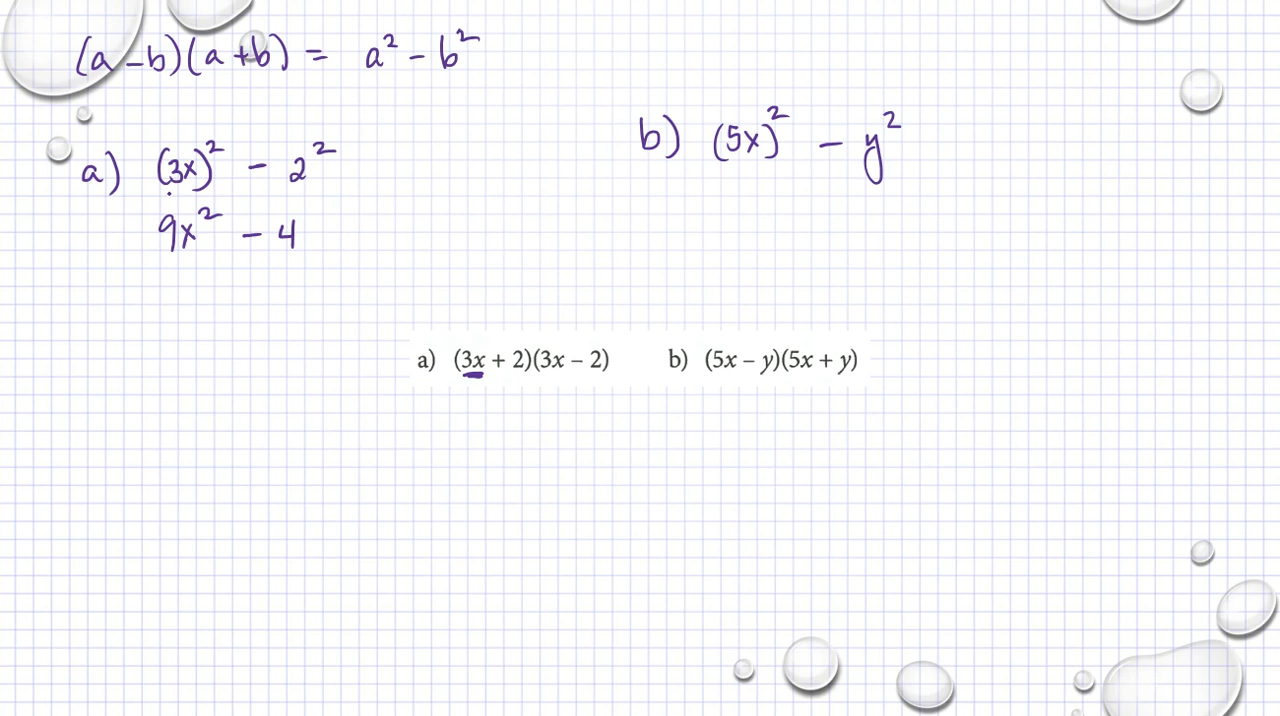 (a - b)(a + b) = a² - b²
a) (3x)² - 2²
9x² - 4
b) (5x)² - y²
a) (3x + 2)(3x – 2) b) (5x – y)(5x + y)